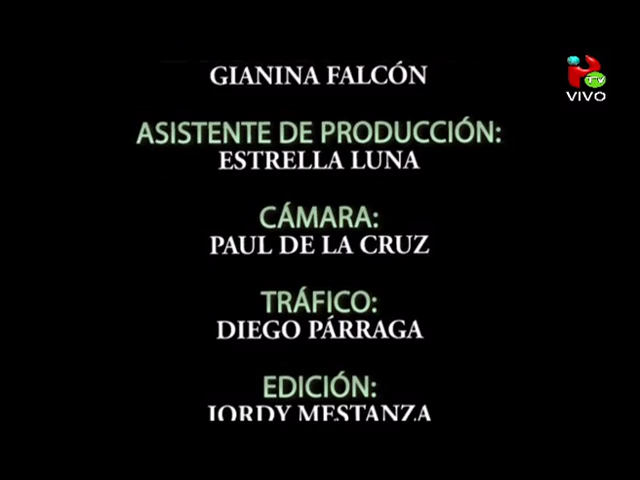 GIANINA FALCÓN
TV
VIVO
ASISTENTE DE PRODUCCIÓN:
ESTRELLA LUNA
CÁMARA:
PAUL DE LA CRUZ
TRÁFICO:
DIEGO PÁRRAGA
EDICIÓN:
JORDY MESTANZA